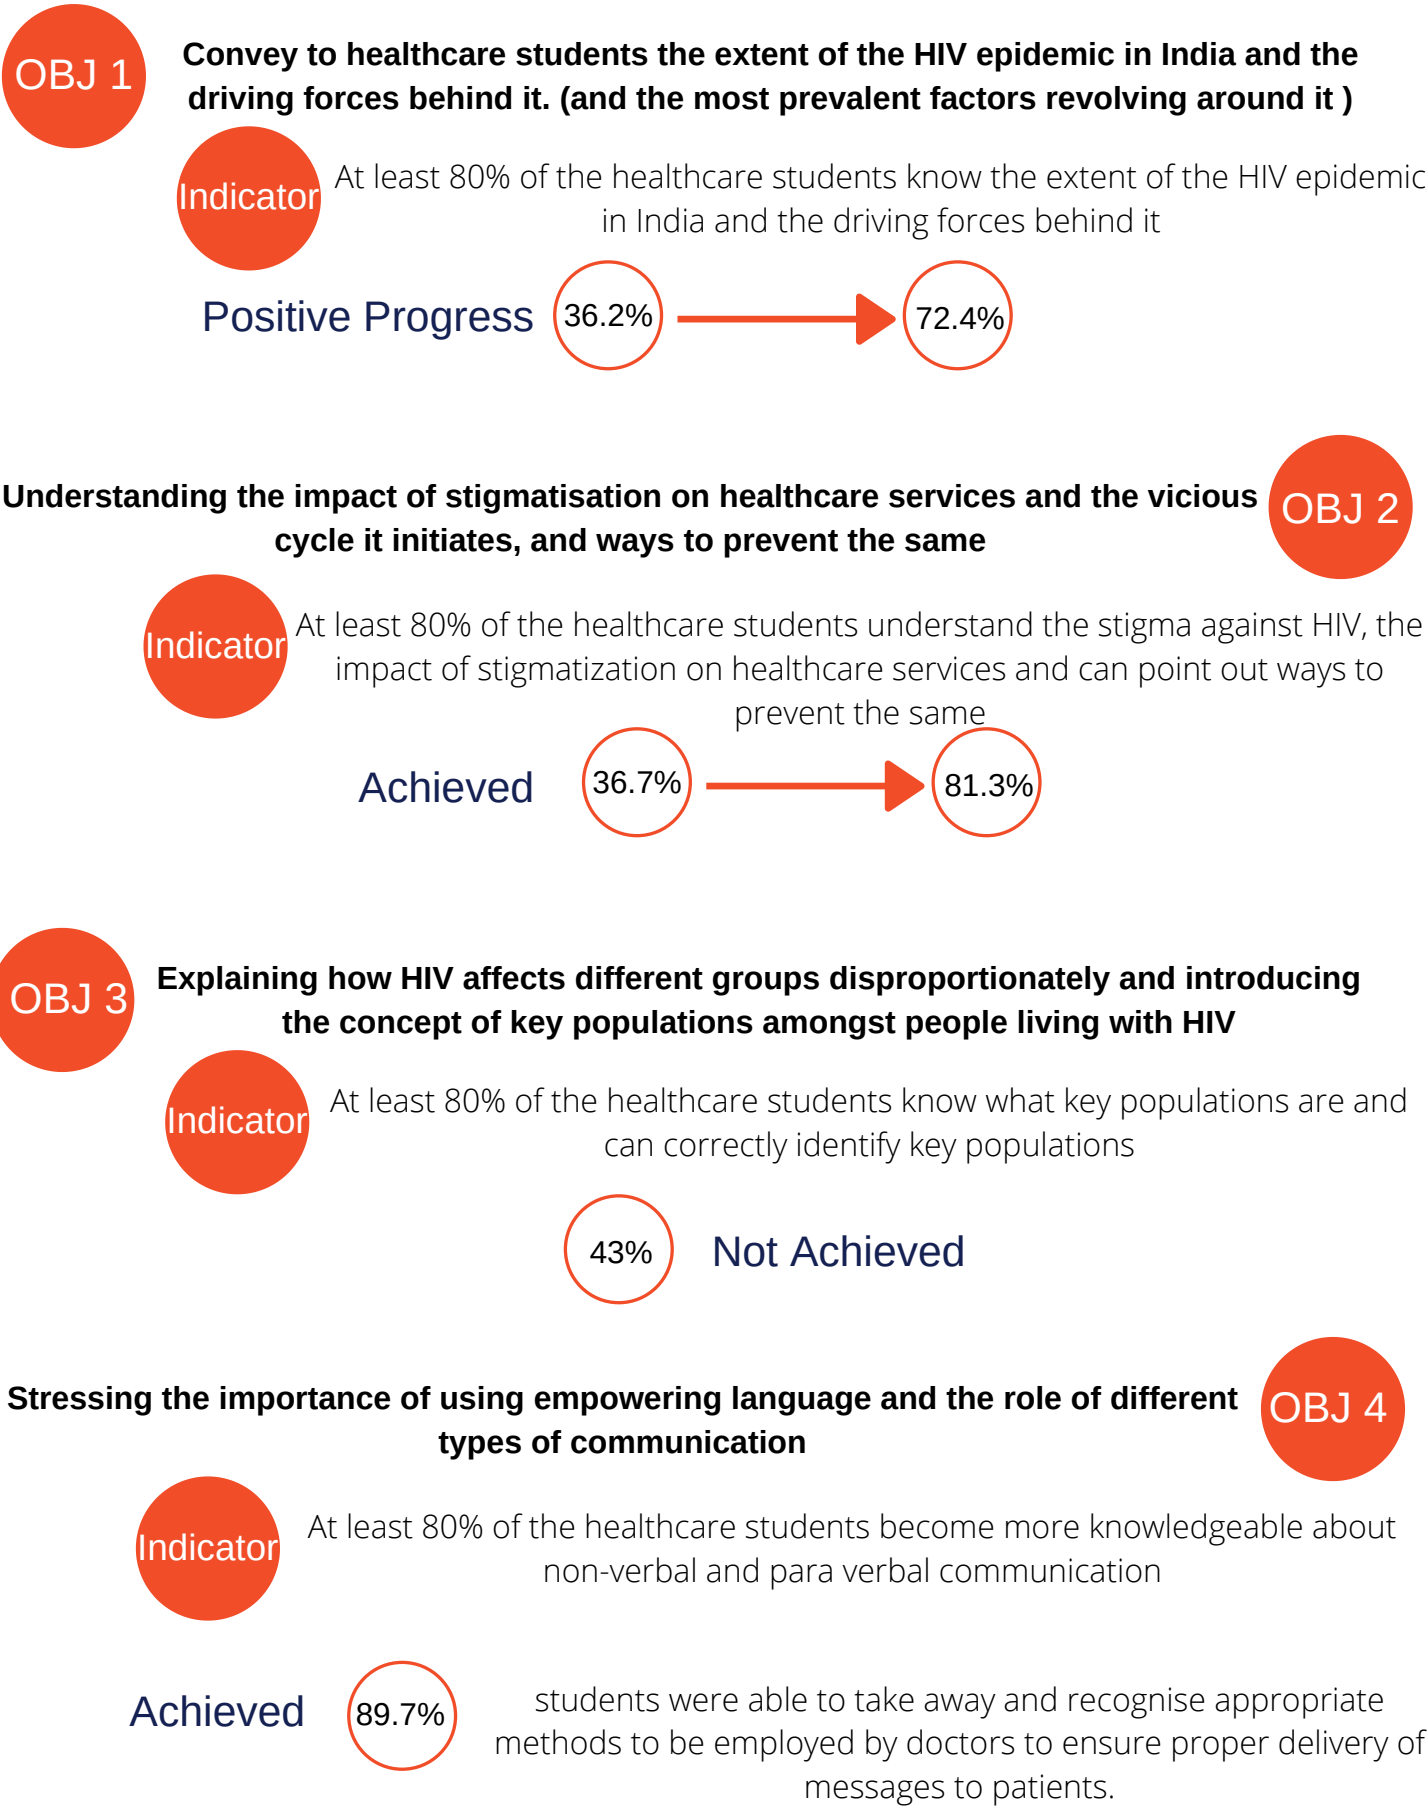 OBJ 1
Convey to healthcare students the extent of the HIV epidemic in India and the
driving forces behind it. (and the most prevalent factors revolving around it )
Indicator
At least 80% of the healthcare students know the extent of the HIV epidemic
in India and the driving forces behind it
Positive Progress 36.2% 72.4%
Understanding the impact of stigmatisation on healthcare services and the vicious
cycle it initiates, and ways to prevent the same
OBJ 2
Indicator
At least 80% of the healthcare students understand the stigma against HIV, the
impact of stigmatization on healthcare services and can point out ways to
prevent the same
Achieved 36.7% 81.3%
OBJ 3
Explaining how HIV affects different groups disproportionately and introducing
the concept of key populations amongst people living with HIV
Indicator
At least 80% of the healthcare students know what key populations are and
can correctly identify key populations
43% Not Achieved
Stressing the importance of using empowering language and the role of different
types of communication
OBJ 4
Indicator
At least 80% of the healthcare students become more knowledgeable about
non-verbal and para verbal communication
Achieved 89.7%
students were able to take away and recognise appropriate
methods to be employed by doctors to ensure proper delivery of
messages to patients.